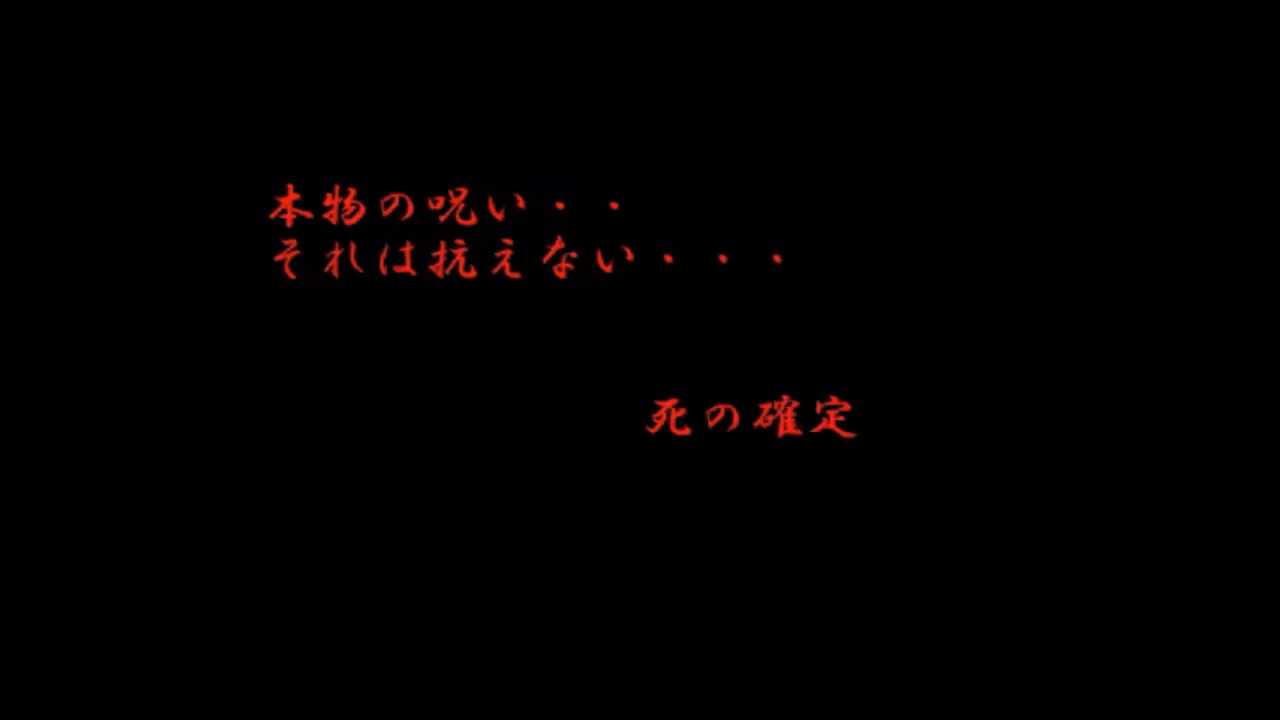 本物の呪い・・
それは抗えない・・・
死の確定